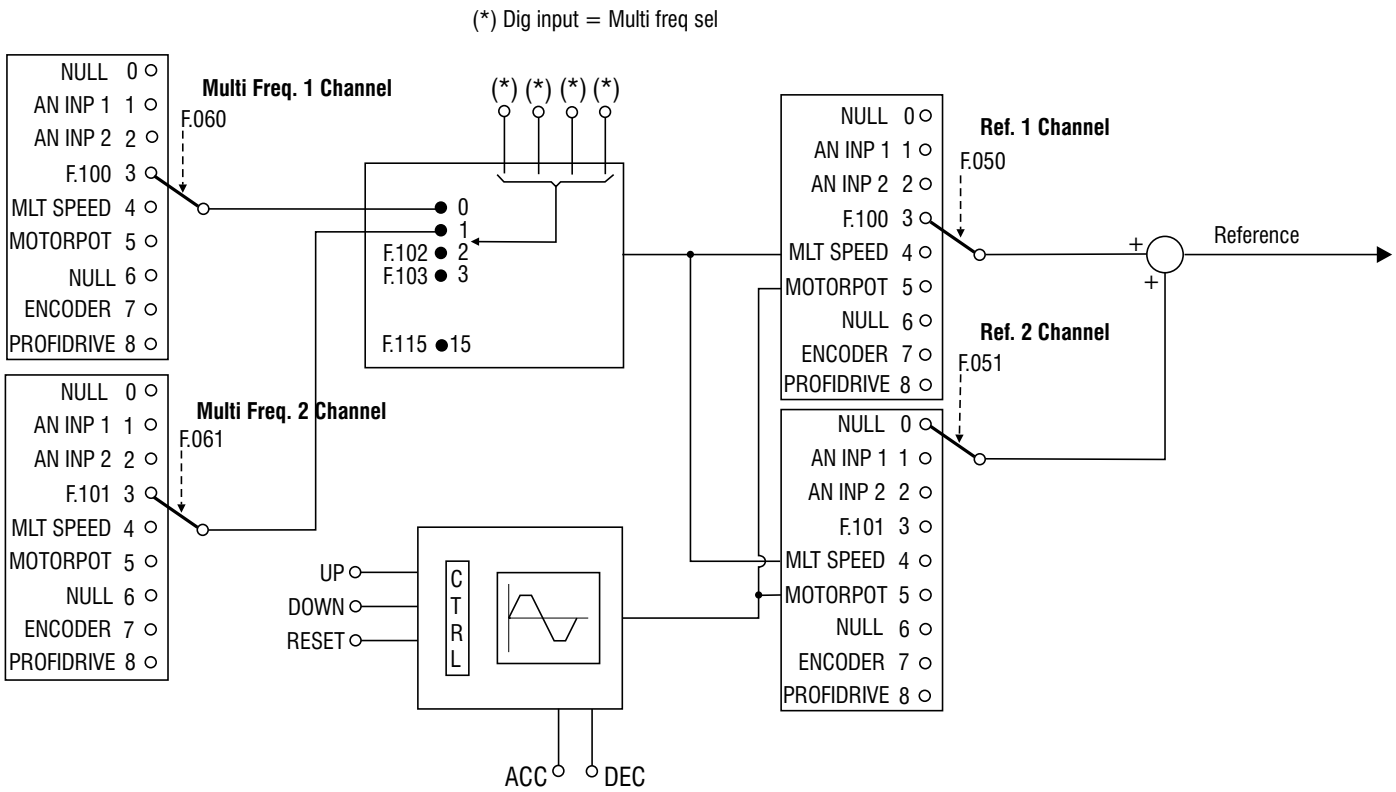 (*) Dig input = Multi freq sel
NULL 0
AN INP 1 1
AN INP 2 2
F.100 3
MLT SPEED 4
MOTORPOT 5
NULL 6
ENCODER 7
PROFIDRIVE 8
Multi Freq. 1 Channel
F.060
NULL 0
AN INP 1 1
AN INP 2 2
F.101 3
MLT SPEED 4
MOTORPOT 5
NULL 6
ENCODER 7
PROFIDRIVE 8
Multi Freq. 2 Channel
F.061
(*) (*) (*) (*)
0
1
F.102 2
F.103 3
F.115 15
UP
DOWN
RESET
CTRL
ACC DEC
NULL 0
AN INP 1 1
AN INP 2 2
F.100 3
MLT SPEED 4
MOTORPOT 5
NULL 6
ENCODER 7
PROFIDRIVE 8
Ref. 1 Channel
F.050
NULL 0
AN INP 1 1
AN INP 2 2
F.101 3
MLT SPEED 4
MOTORPOT 5
NULL 6
ENCODER 7
PROFIDRIVE 8
Ref. 2 Channel
F.051
+
+
Reference